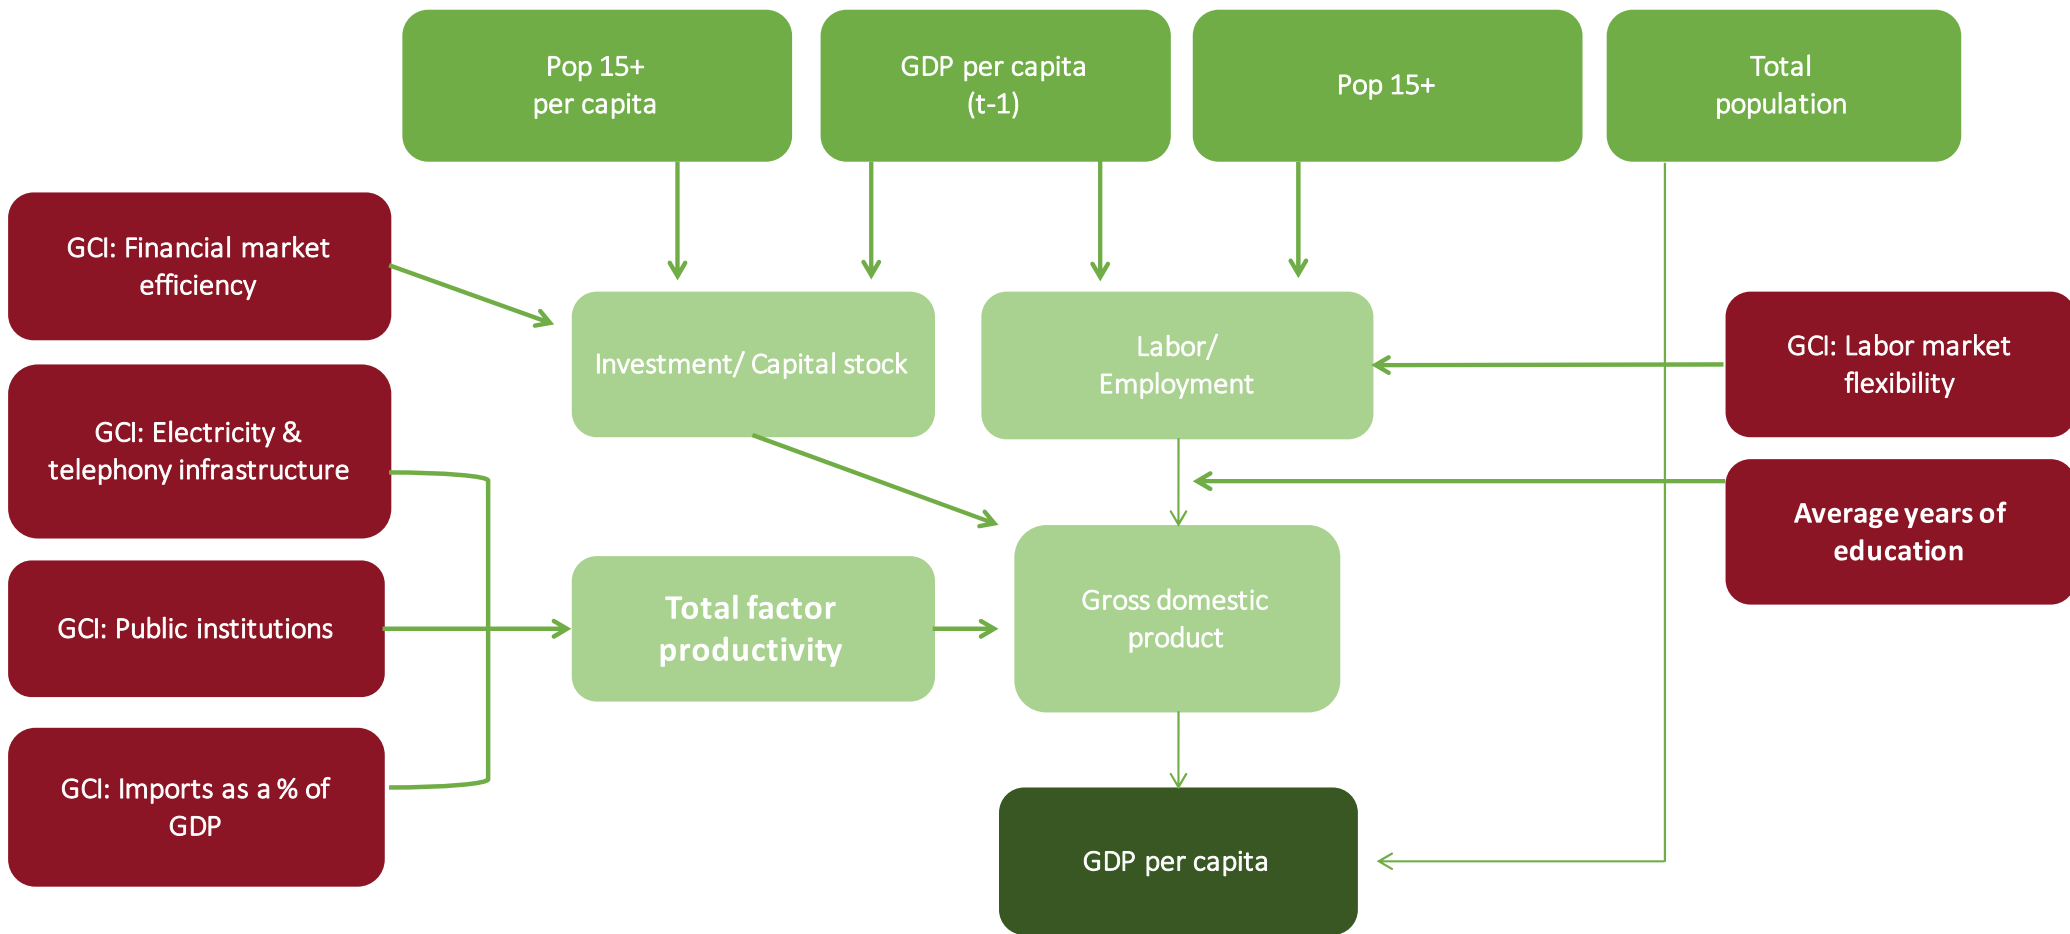 Pop 15+
per capita
GDP per capita
(t-1)
Pop 15+
Total
population
GCI: Financial market
efficiency
Investment/ Capital stock
Labor/
Employment
GCI: Labor market
flexibility
GCI: Electricity &
telephony infrastructure
Average years of
education
GCI: Public institutions
Total factor
productivity
Gross domestic
product
GCI: Imports as a % of
GDP
GDP per capita